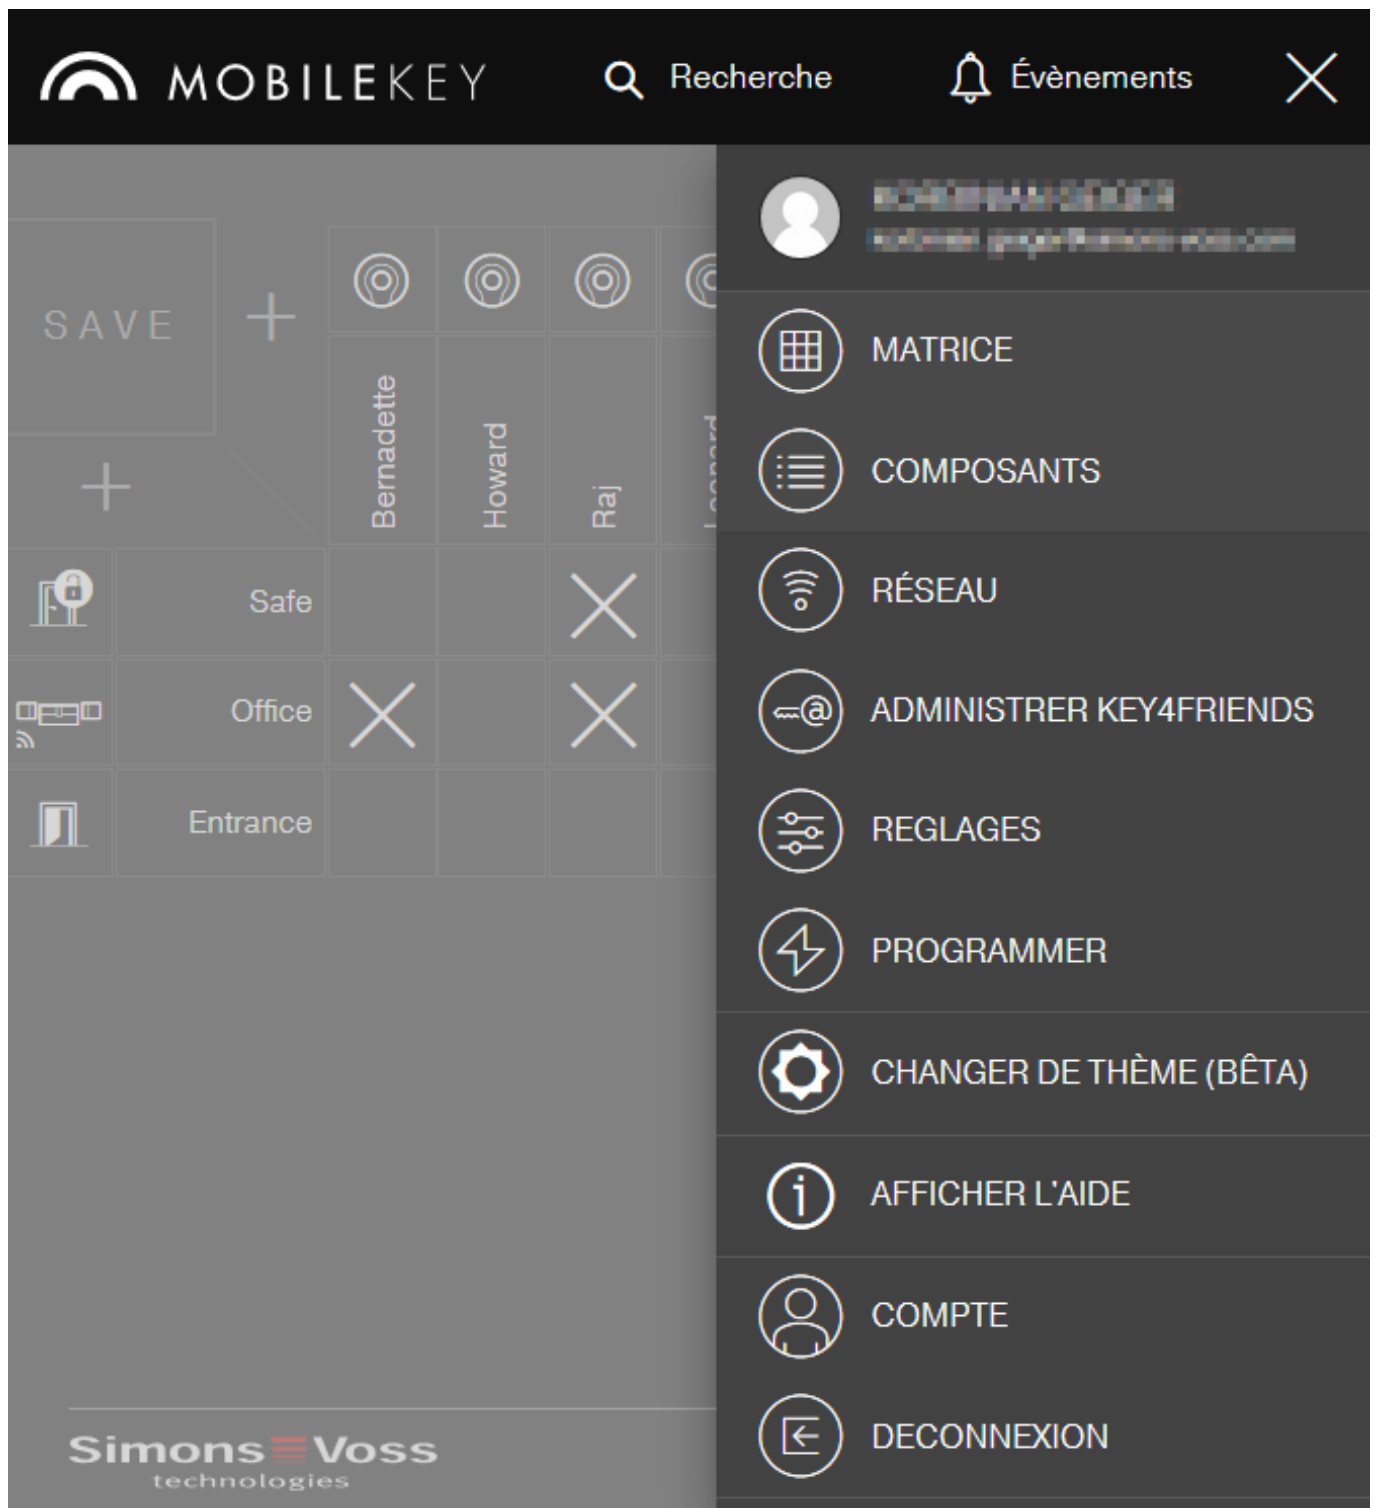 MOBILEKEY
Recherche
Évènements
SAVE
Bernadette
Howard
Raj
Leonard
Safe
Office
Entrance
MATRICE
COMPOSANTS
RÉSEAU
ADMINISTRER KEY4FRIENDS
REGLAGES
PROGRAMMER
CHANGER DE THÈME (BÊTA)
AFFICHER L'AIDE
COMPTE
DECONNEXION
Simons Voss
technologies